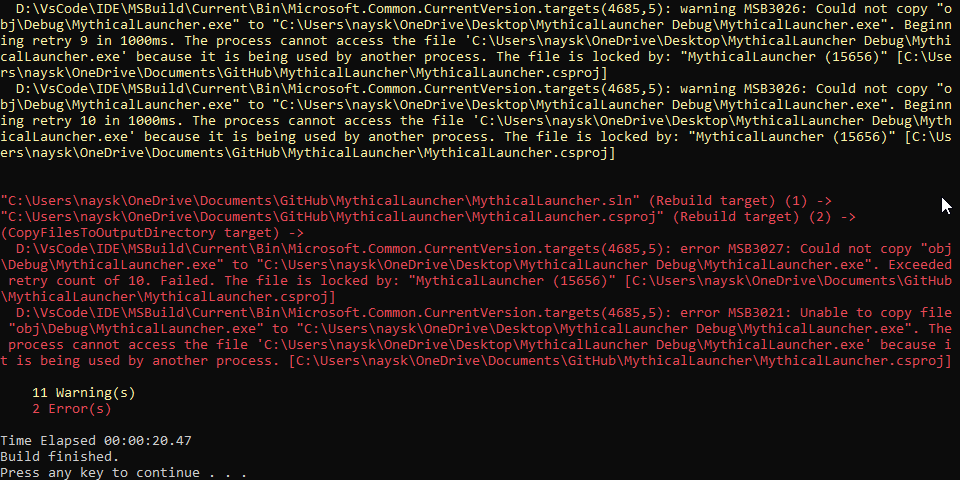 D:\VsCode\IDE\MSBuild\Current\Bin\Microsoft.Common.CurrentVersion.targets(4685,5): warning MSB3026: Could not copy "o
bj\Debug\MythicalLauncher.exe" to "C:\Users\naysk\OneDrive\Desktop\MythicalLauncher Debug\MythicalLauncher.exe". Beginn
ing retry 9 in 1000ms. The process cannot access the file 'C:\Users\naysk\OneDrive\Desktop\MythicalLauncher Debug\Mythi
calLauncher.exe' because it is being used by another process. The file is locked by: "MythicalLauncher (15656)" [C:\Use
rs\naysk\OneDrive\Documents\GitHub\MythicalLauncher\MythicalLauncher.csproj]
D:\VsCode\IDE\MSBuild\Current\Bin\Microsoft.Common.CurrentVersion.targets(4685,5): warning MSB3026: Could not copy "o
bj\Debug\MythicalLauncher.exe" to "C:\Users\naysk\OneDrive\Desktop\MythicalLauncher Debug\MythicalLauncher.exe". Beginn
ing retry 10 in 1000ms. The process cannot access the file 'C:\Users\naysk\OneDrive\Desktop\MythicalLauncher Debug\Myth
icalLauncher.exe' because it is being used by another process. The file is locked by: "MythicalLauncher (15656)" [C:\Us
ers\naysk\OneDrive\Documents\GitHub\MythicalLauncher\MythicalLauncher.csproj]
"C:\Users\naysk\OneDrive\Documents\GitHub\MythicalLauncher\MythicalLauncher.sln" (Rebuild target) (1) ->
"C:\Users\naysk\OneDrive\Documents\GitHub\MythicalLauncher\MythicalLauncher.csproj" (Rebuild target) (2) ->
(CopyFilesToOutputDirectory target) ->
D:\VsCode\IDE\MSBuild\Current\Bin\Microsoft.Common.CurrentVersion.targets(4685,5): error MSB3027: Could not copy "obj
\Debug\MythicalLauncher.exe" to "C:\Users\naysk\OneDrive\Desktop\MythicalLauncher Debug\MythicalLauncher.exe". Exceeded
retry count of 10. Failed. The file is locked by: "MythicalLauncher (15656)" [C:\Users\naysk\OneDrive\Documents\GitHub
\MythicalLauncher\MythicalLauncher.csproj]
D:\VsCode\IDE\MSBuild\Current\Bin\Microsoft.Common.CurrentVersion.targets(4685,5): error MSB3021: Unable to copy file
"obj\Debug\MythicalLauncher.exe" to "C:\Users\naysk\OneDrive\Desktop\MythicalLauncher Debug\MythicalLauncher.exe". The
process cannot access the file 'C:\Users\naysk\OneDrive\Desktop\MythicalLauncher Debug\MythicalLauncher.exe' because i
t is being used by another process. [C:\Users\naysk\OneDrive\Documents\GitHub\MythicalLauncher\MythicalLauncher.csproj]
11 Warning(s)
2 Error(s)
Time Elapsed 00:00:20.47
Build finished.
Press any key to continue . . .